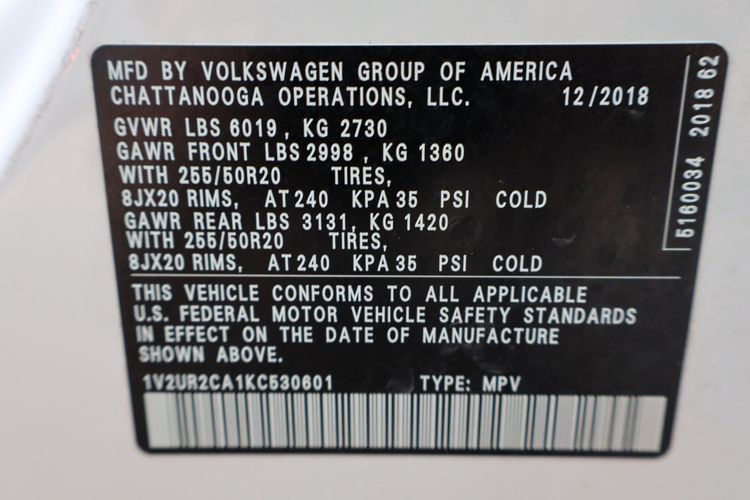 MFD BY VOLKSWAGEN GROUP OF AMERICA
CHATTANOOGA OPERATIONS, LLC. 12/2018
GVWR LBS 6019, KG 2730
GAWR FRONT LBS 2998, KG 1360
WITH 255/50R20 TIRES,
8JX20 RIMS, AT 240 KPA 35 PSI COLD
GAWR REAR LBS 3131, KG 1420
WITH 255/50R20 TIRES,
8JX20 RIMS, AT 240 KPA 35 PSI COLD
THIS VEHICLE CONFORMS TO ALL APPLICABLE
U.S. FEDERAL MOTOR VEHICLE SAFETY STANDARDS
IN EFFECT ON THE DATE OF MANUFACTURE
SHOWN ABOVE.
1V2UR2CA1KC530601 TYPE: MPV
5160034 2018 62